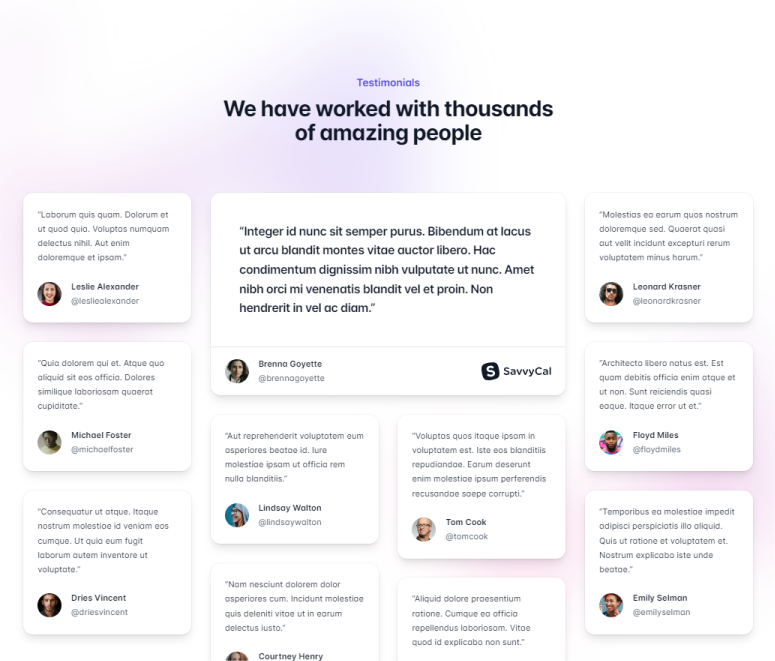 Testimonials
We have worked with thousands
of amazing people
“Laborum quis quam. Dolorum et
ut quod quia. Voluptas numquam
delectus nihil. Aut enim
doloremque et ipsam.”
Leslie Alexander
@lesliealexander
“Quia dolorem qui et. Atque quo
aliquid sit eos officia. Dolores
similique laboriosam quaerat
cupiditate.”
Michael Foster
@michaelfoster
“Consequatur ut atque. Itaque
nostrum molestiae id veniam eos
cumque. Ut quia eum fugit
laborum autem inventore ut
voluptate.”
Dries Vincent
@driesvincent
“Integer id nunc sit semper purus. Bibendum at lacus
ut arcu blandit montes vitae auctor libero. Hac
condimentum dignissim nibh vulputate ut nunc. Amet
nibh orci mi venenatis blandit vel et proin. Non
hendrerit in vel ac diam.”
Brenna Goyette
@brennagoyette
SavvyCal
“Aut reprehenderit voluptatem eum
asperiores beatae id. Iure
molestiae ipsam ut officia rem
nulla blanditiis.”
Lindsay Walton
@lindsaywalton
“Nam nesciunt dolorem dolor
asperiores cum. Incidunt molestiae
quis deleniti vitae ut in earum
delectus iusto.”
Courtney Henry
“Voluptas quos itaque ipsam in
voluptatem est. Iste eos blanditiis
repudiandae. Earum deserunt
enim molestiae ipsum perferendis
recusandae saepe corrupti.”
Tom Cook
@tomcook
“Aliquid dolore praesentium
ratione. Cumque ea officia
repellendus laboriosam. Vitae
quod id explicabo non sunt.”
“Molestias ea earum quos nostrum
doloremque sed. Quaerat quasi
aut velit incidunt excepturi rerum
voluptatem minus harum.”
Leonard Krasner
@leonardkrasner
“Architecto libero natus est. Est
quam debitis officia enim atque et
ut non. Sunt reiciendis quasi
eaque. Itaque error ut et.”
Floyd Miles
@floydmiles
“Temporibus ea molestiae impedit
adipisci perspiciatis illo aliquid.
Quis ut ratione et voluptatem et.
Nostrum explicabo iste unde
beatae.”
Emily Selman
@emilyselman